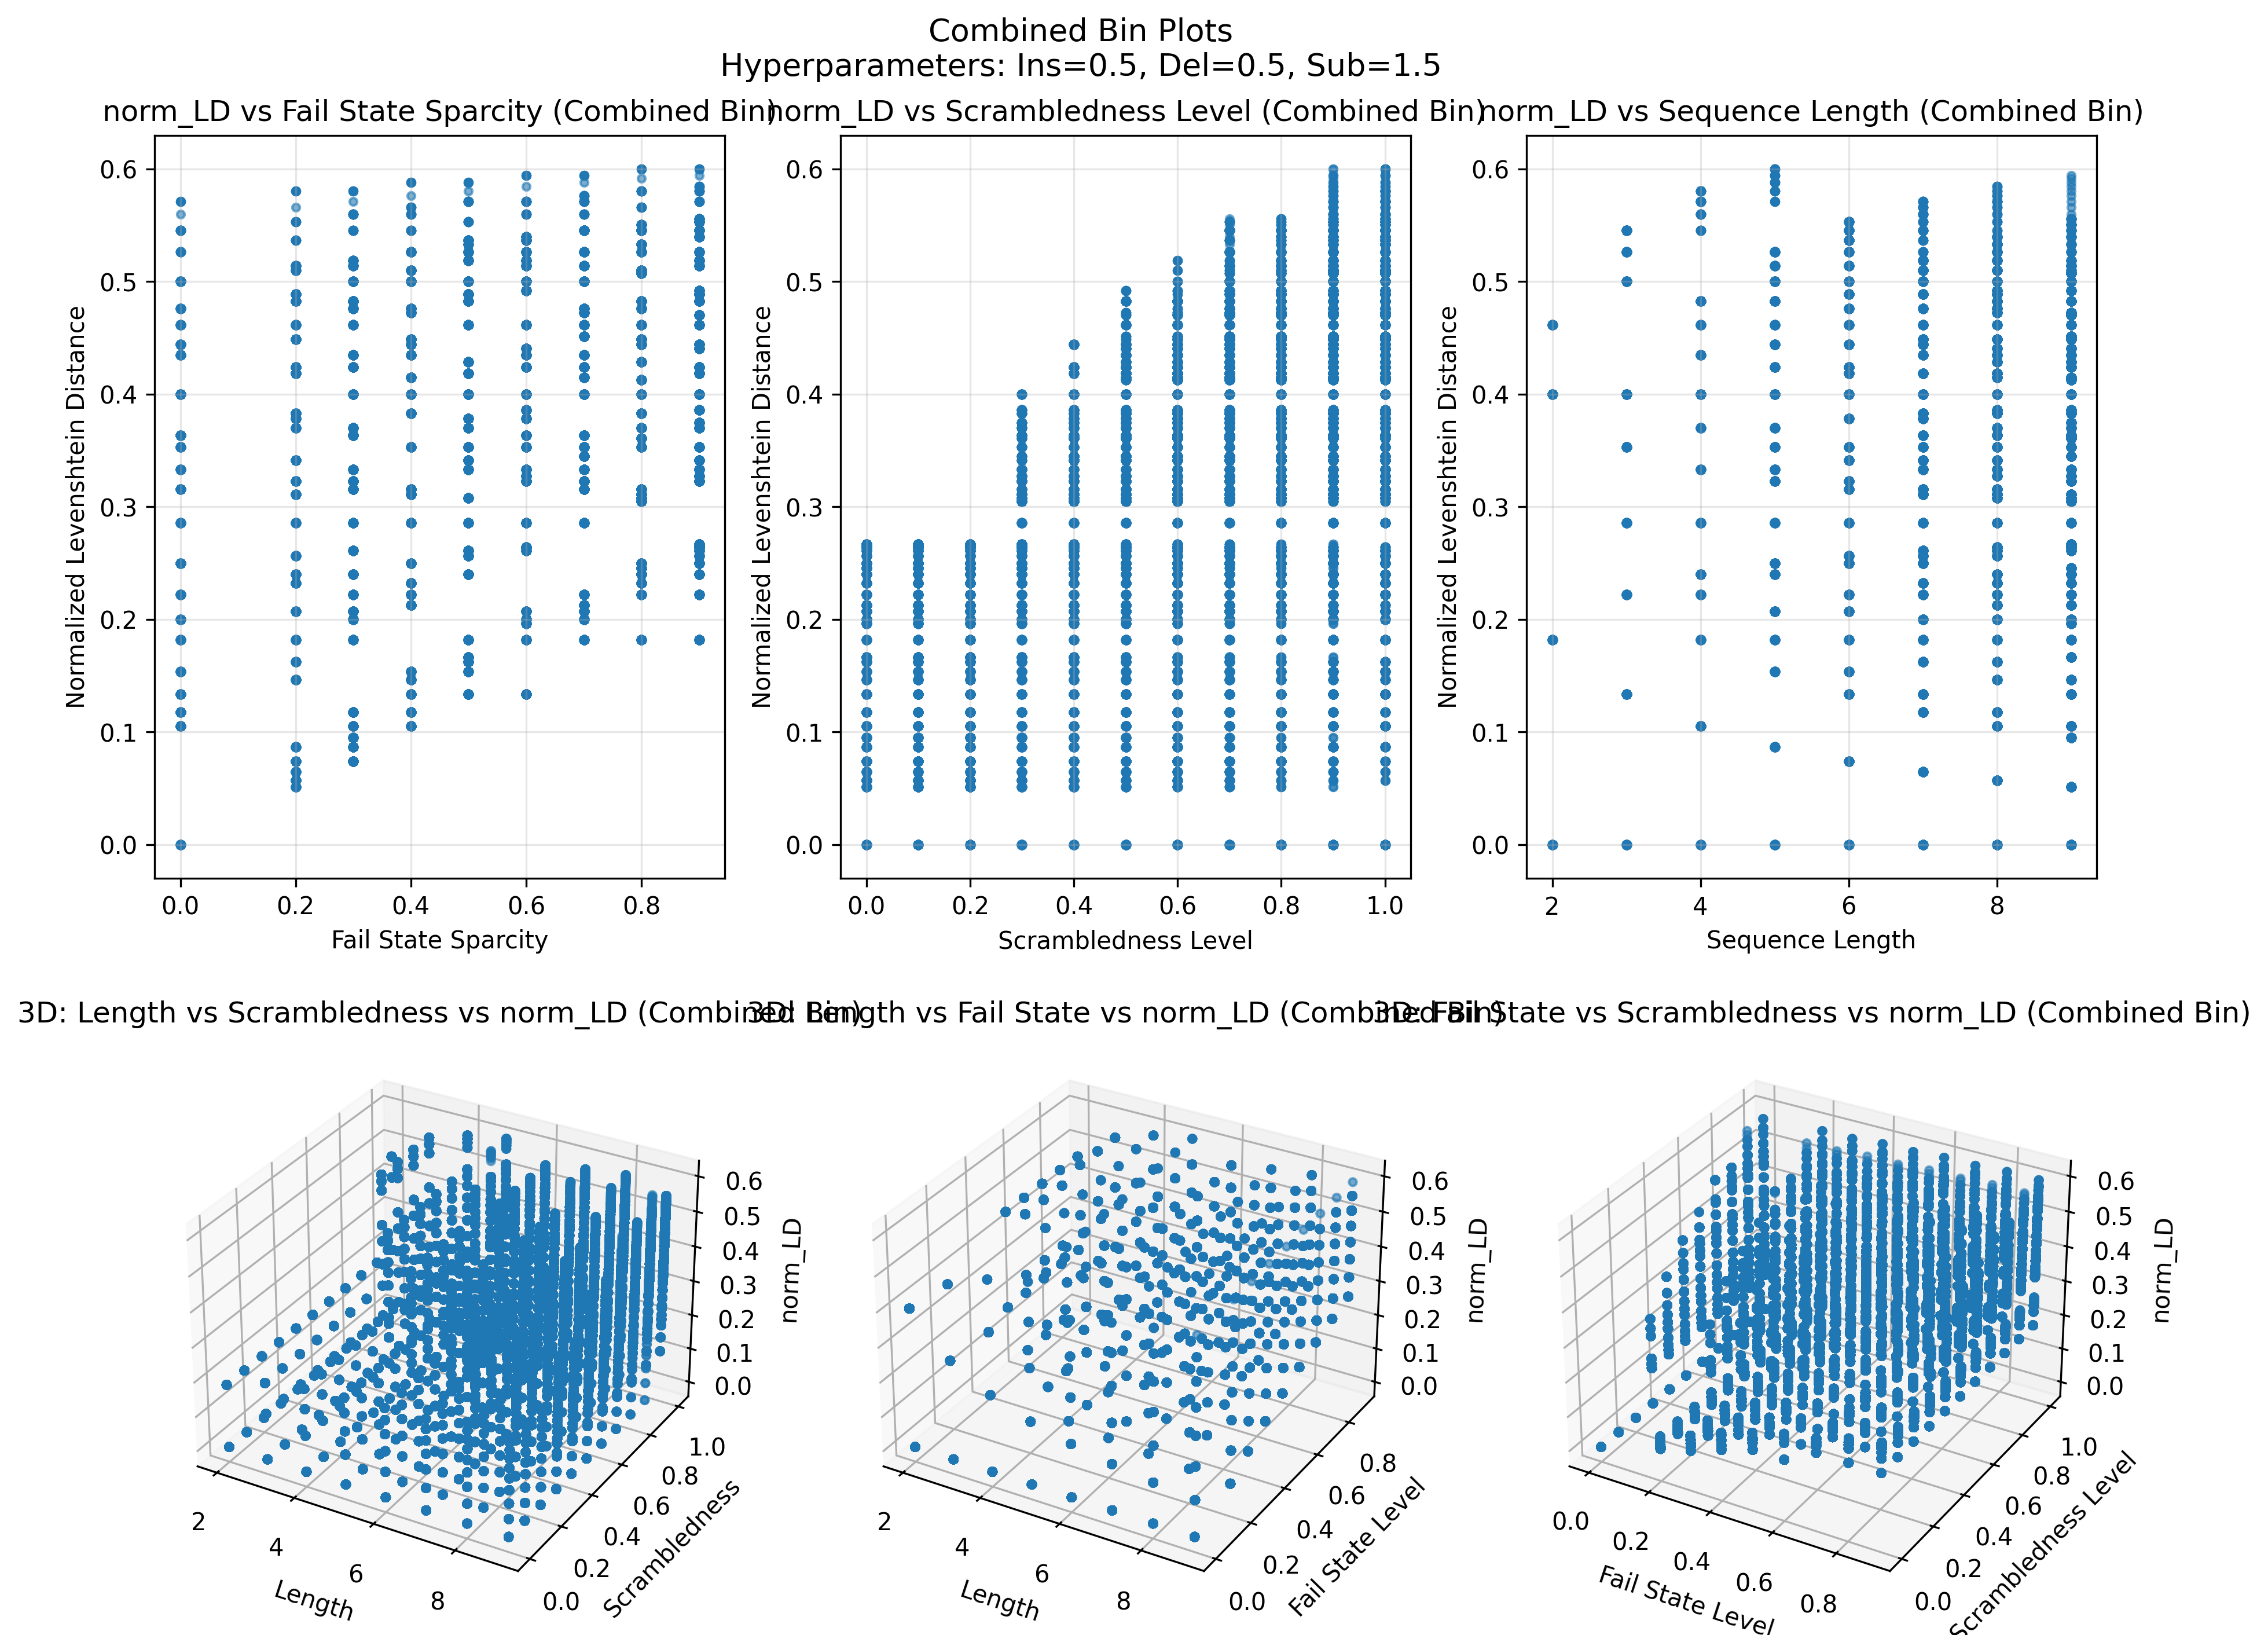 Combined Bin Plots
Hyperparameters: Ins=0.5, Del=0.5, Sub=1.5
norm_LD vs Fail State Sparcity (Combined Bin)
Normalized Levenshtein Distance
0.6
0.5
0.4
0.3
0.2
0.1
0.0
0.0 0.2 0.4 0.6 0.8
Fail State Sparcity
norm_LD vs Scrambledness Level (Combined Bin)
Normalized Levenshtein Distance
0.6
0.5
0.4
0.3
0.2
0.1
0.0
0.0 0.2 0.4 0.6 0.8 1.0
Scrambledness Level
norm_LD vs Sequence Length (Combined Bin)
Normalized Levenshtein Distance
0.6
0.5
0.4
0.3
0.2
0.1
0.0
2 4 6 8
Sequence Length
3D: Length vs Scrambledness vs norm_LD (Combined Bin)
0.6
0.5
0.4
0.3
0.2
0.1
0.0
norm_LD
2 4 6 8
Length
0.0 0.2 0.4 0.6 0.8 1.0
Scrambledness
3D: Length vs Fail State vs norm_LD (Combined Bin)
0.6
0.5
0.4
0.3
0.2
0.1
0.0
norm_LD
2 4 6 8
Length
0.0 0.2 0.4 0.6 0.8
Fail State Level
3D: Fail State vs Scrambledness vs norm_LD (Combined Bin)
0.6
0.5
0.4
0.3
0.2
0.1
0.0
norm_LD
0.0 0.2 0.4 0.6 0.8
Fail State Level
0.0 0.2 0.4 0.6 0.8 1.0
Scrambledness Level